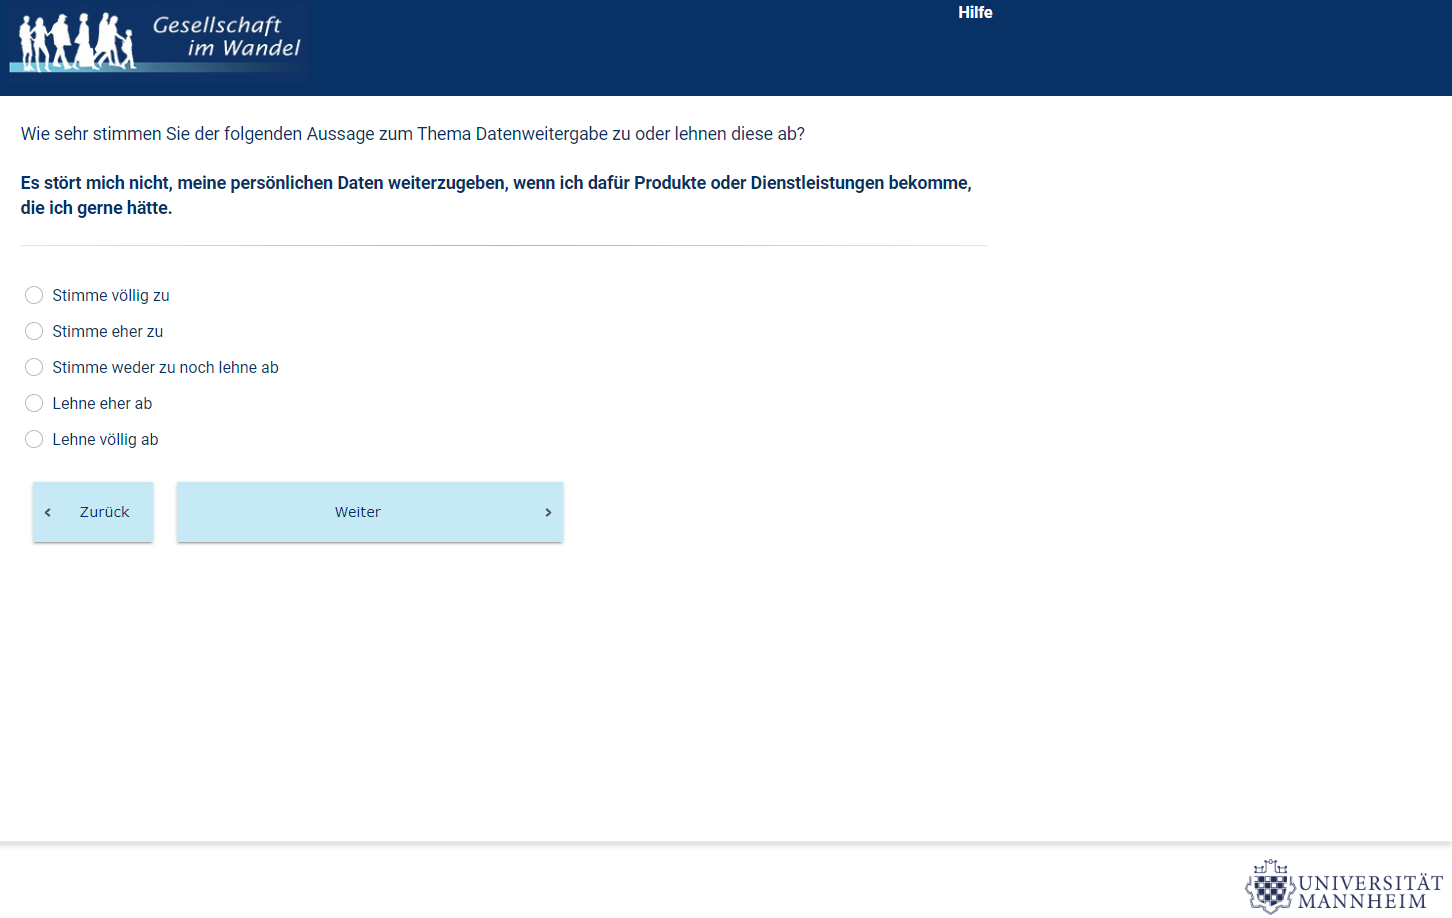 Gesellschaft
im Wandel
Hilfe
Wie sehr stimmen Sie der folgenden Aussage zum Thema Datenweitergabe zu oder lehnen diese ab?
Es stört mich nicht, meine persönlichen Daten weiterzugeben, wenn ich dafür Produkte oder Dienstleistungen bekomme,
die ich gerne hätte.
Stimme völlig zu
Stimme eher zu
Stimme weder zu noch lehne ab
Lehne eher ab
Lehne völlig ab
Zurück
Weiter
UNIVERSITÄT
MANNHEIM